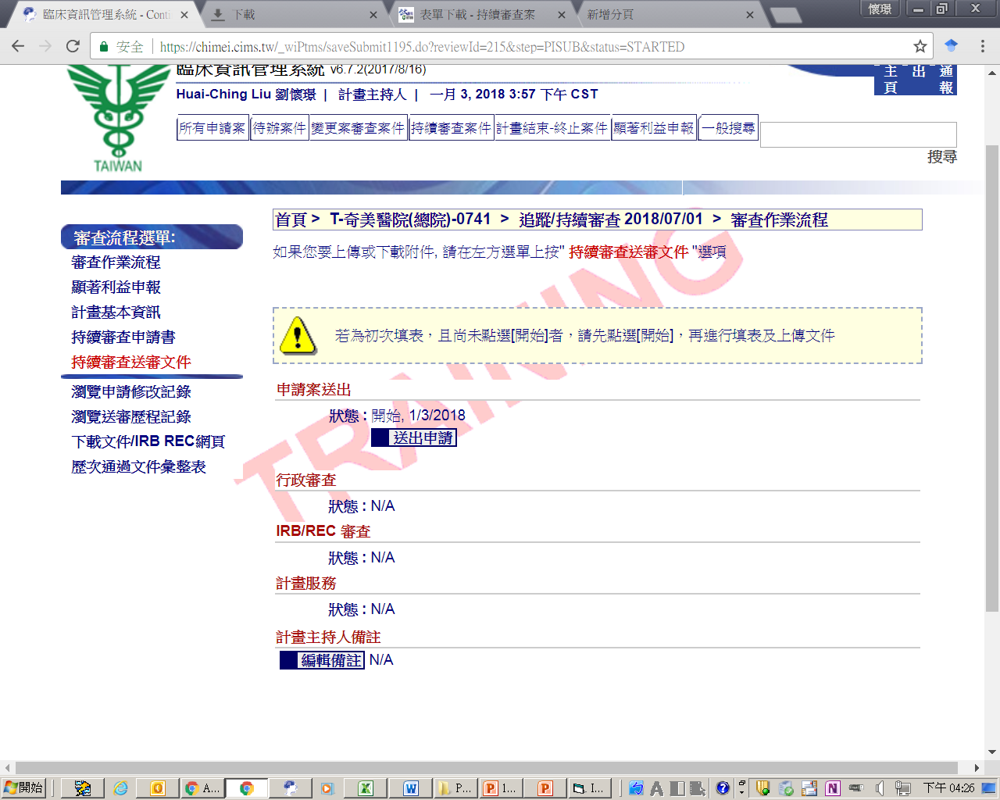 臨床資訊管理系統 - Conti
下載
表單下載 - 持續審查案
新增分頁
懷璟
安全
https://chimei.cims.tw/_wiPtms/saveSubmit1195.do?reviewId=215&step=PISUB&status=STARTED
臨床資訊管理系統 v6.7.2(2017/8/16)
主頁
出
通報
Huai-Ching Liu 劉懷璟 | 計畫主持人 | 一月 3, 2018 3:57 下午 CST
所有申請案 待辦案件 變更案審查案件 持續審查案件 計畫結束-終止案件 顯著利益申報 一般搜尋
搜尋
TAIWAN
首頁 > T-奇美醫院(總院)-0741 > 追蹤/持續審查 2018/07/01 > 審查作業流程
審查流程選單:
審查作業流程
顯著利益申報
計畫基本資訊
持續審查申請書
持續審查送審文件
瀏覽申請修改記錄
瀏覽送審歷程記錄
下載文件/IRB REC網頁
歷次通過文件彙整表
如果您要上傳或下載附件, 請在左方選單上按" 持續審查送審文件 "選項
若為初次填表，且尚未點選[開始]者，請先點選[開始]，再進行填表及上傳文件
TRAINING
申請案送出
狀態 : 開始, 1/3/2018
送出申請
行政審查
狀態 : N/A
IRB/REC 審查
狀態 : N/A
計畫服務
狀態 : N/A
計畫主持人備註
編輯備註 N/A
開始
A...
P...
1...
I...
下午 04:26